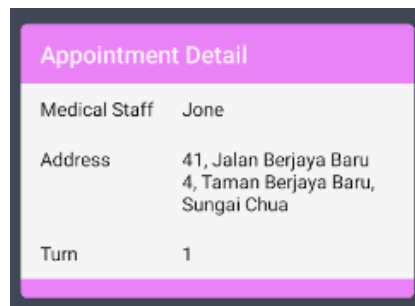 Appointment Detail
Medical Staff Jone
Address 41, Jalan Berjaya Baru
4, Taman Berjaya Baru,
Sungai Chua
Turn 1